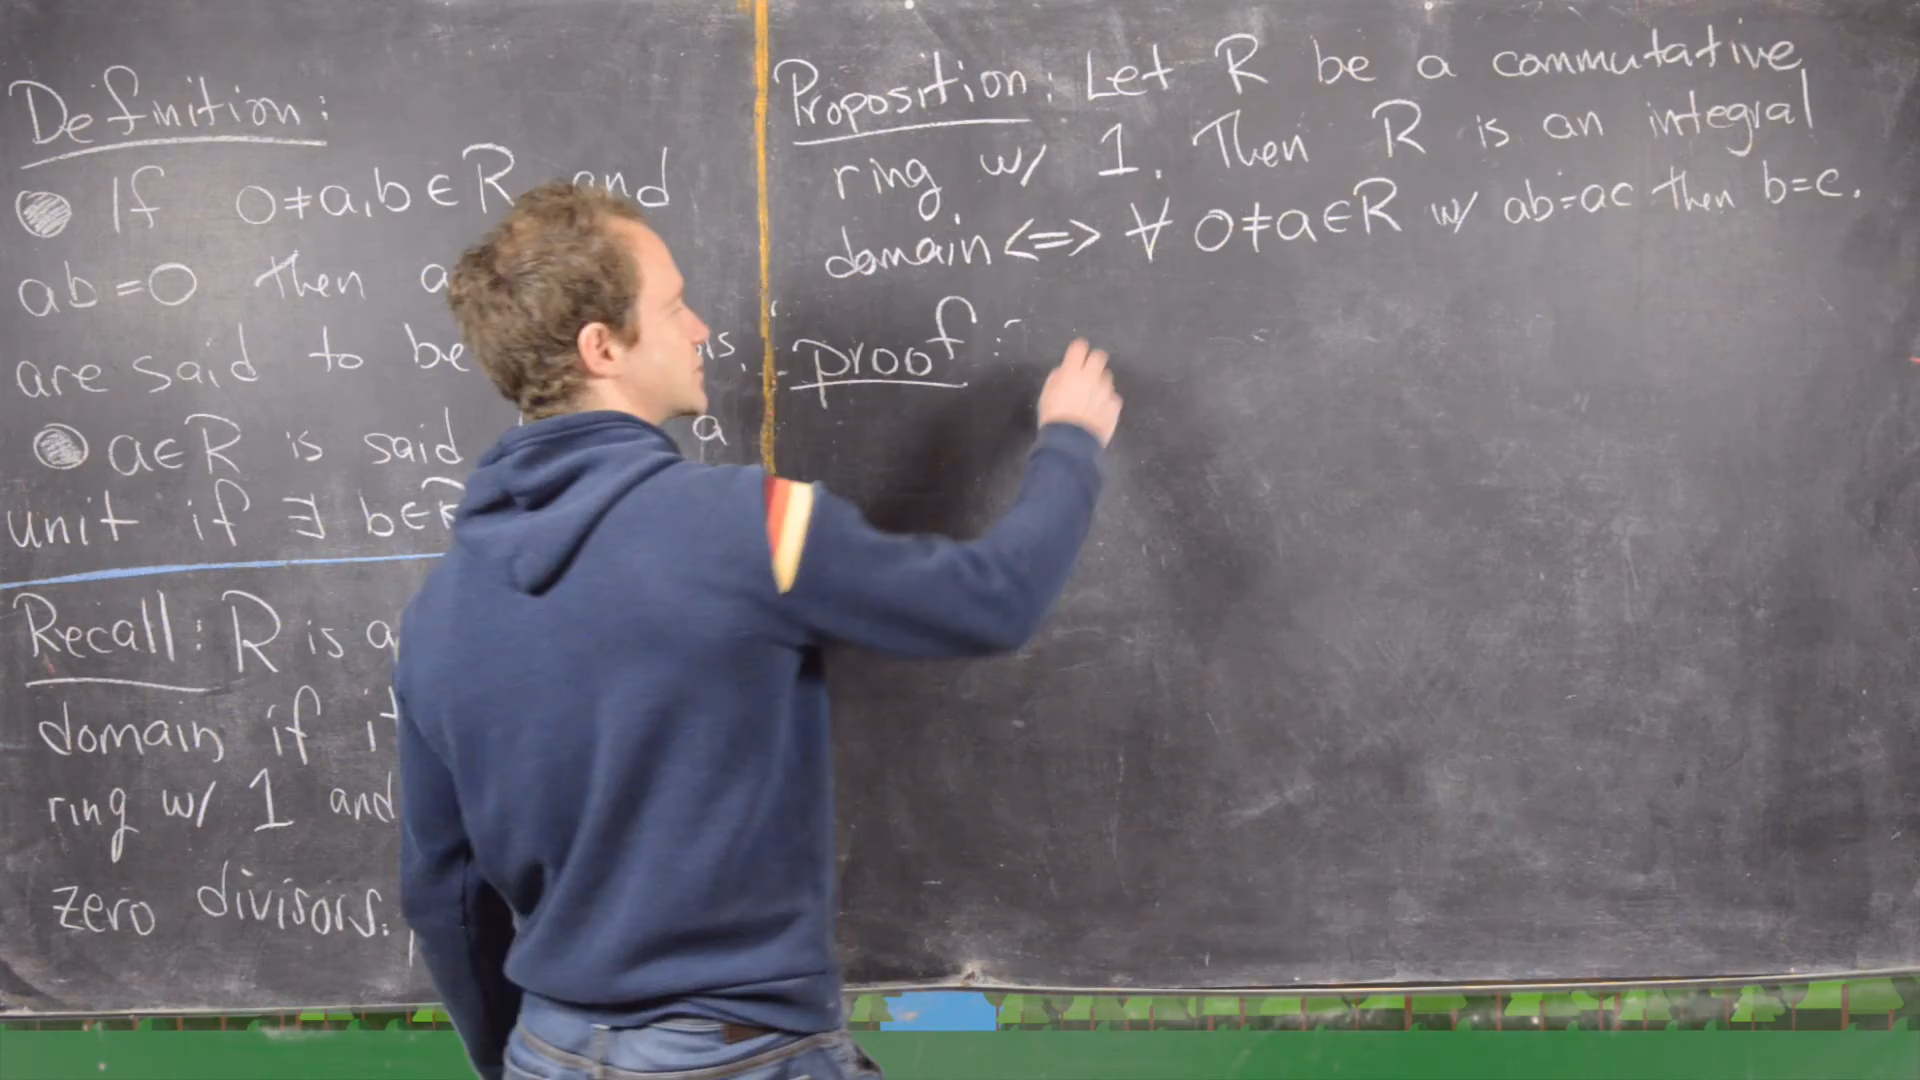 Definition:
If 0≠a,b∈R and
ab=0 then a
are said to be
a∈R is said a
unit if ∃ b∈R
Recall: R is a
domain if it
ring w/ 1 and
zero divisors.
Proposition: Let R be a commutative
ring w/ 1. Then R is an integral
domain <=> ∀ 0≠a∈R w/ ab=ac then b=c.
proof: